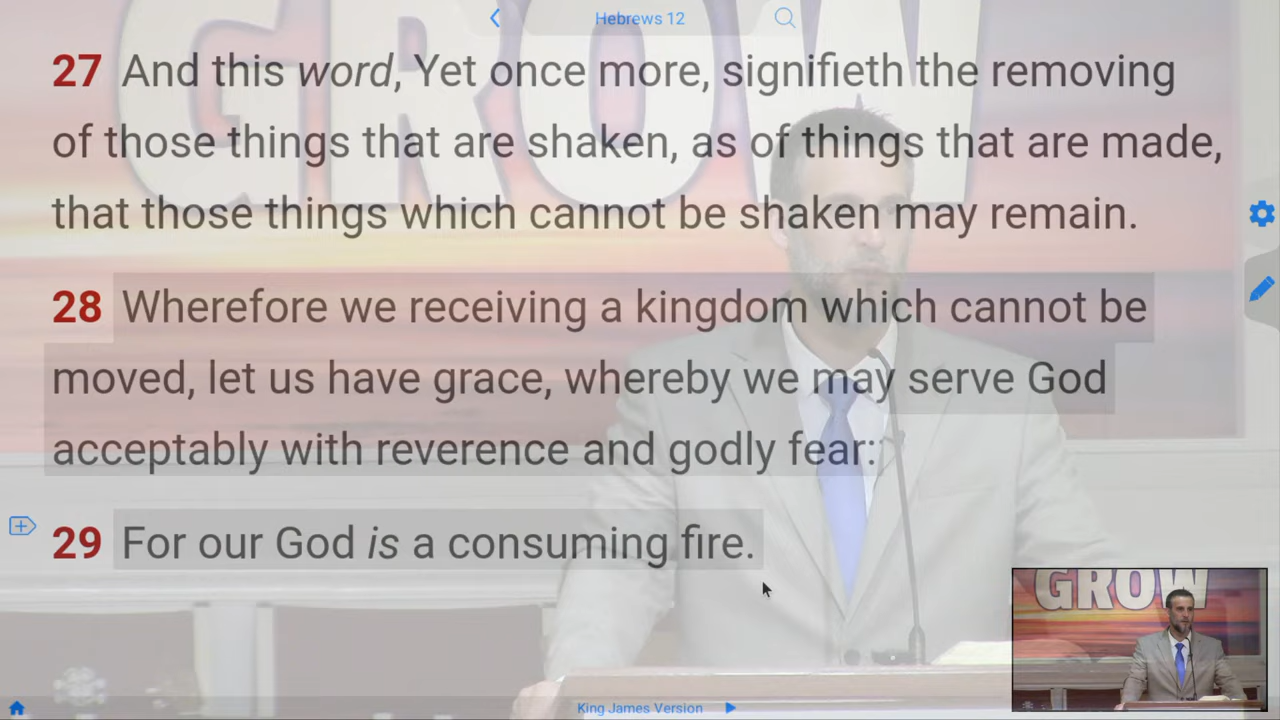 Hebrews 12
GROW
27 And this word, Yet once more, signifieth the removing
of those things that are shaken, as of things that are made,
that those things which cannot be shaken may remain.
28 Wherefore we receiving a kingdom which cannot be
moved, let us have grace, whereby we may serve God
acceptably with reverence and godly fear:
29 For our God is a consuming fire.
GROW
King James Version